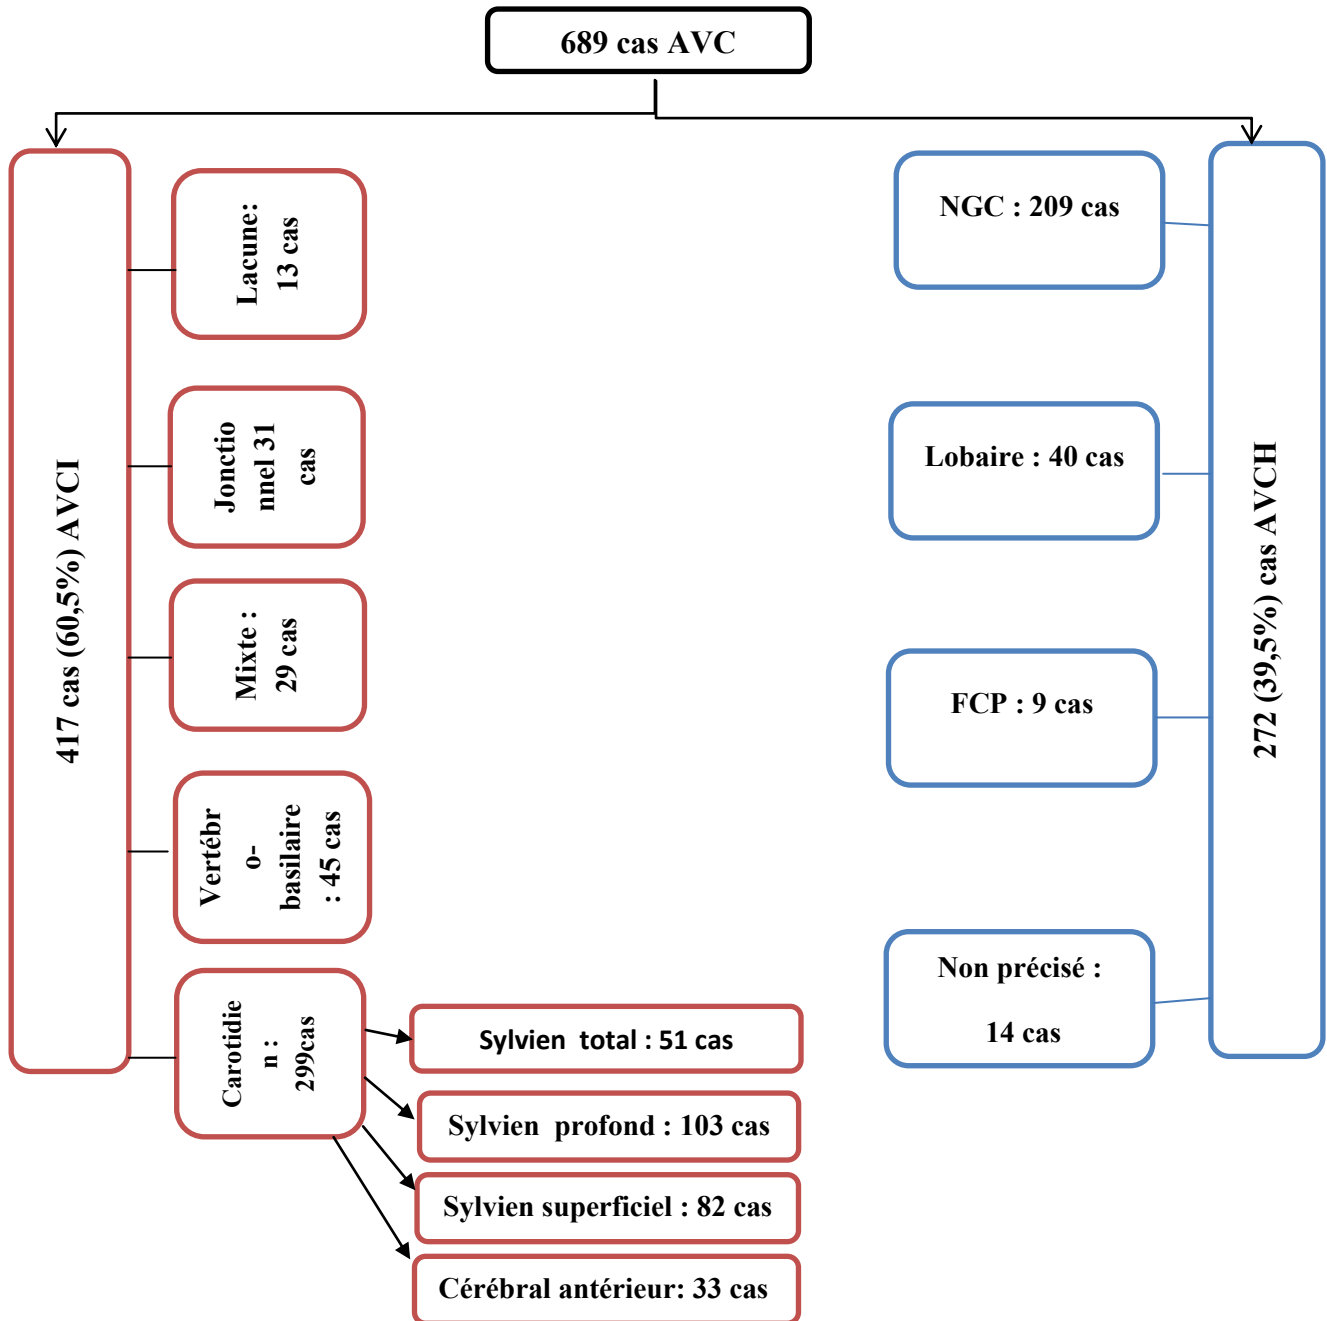 689 cas AVC
417 cas (60,5%) AVCI
Lacune:
13 cas
Jonctio
nnel 31
cas
Mixte :
29 cas
Vertébr
o-
basilaire
: 45 cas
Carotidie
n :
299cas
Sylvien  total : 51 cas
Sylvien  profond : 103 cas
Sylvien superficiel : 82 cas
Cérébral antérieur: 33 cas
272 (39,5%) cas AVCH
NGC : 209 cas
Lobaire : 40 cas
FCP : 9 cas
Non précisé :
14 cas